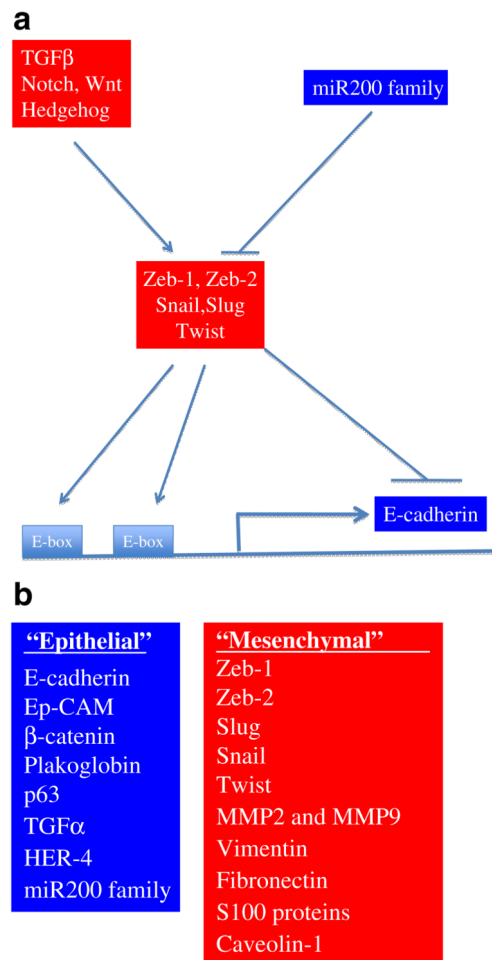 a
TGFβ
Notch, Wnt
Hedgehog
miR200 family
Zeb-1, Zeb-2
Snail,Slug
Twist
E-cadherin
E-box
E-box
b
“Epithelial”
E-cadherin
Ep-CAM
β-catenin
Plakoglobin
p63
TGFα
HER-4
miR200 family
“Mesenchymal”
Zeb-1
Zeb-2
Slug
Snail
Twist
MMP2 and MMP9
Vimentin
Fibronectin
S100 proteins
Caveolin-1